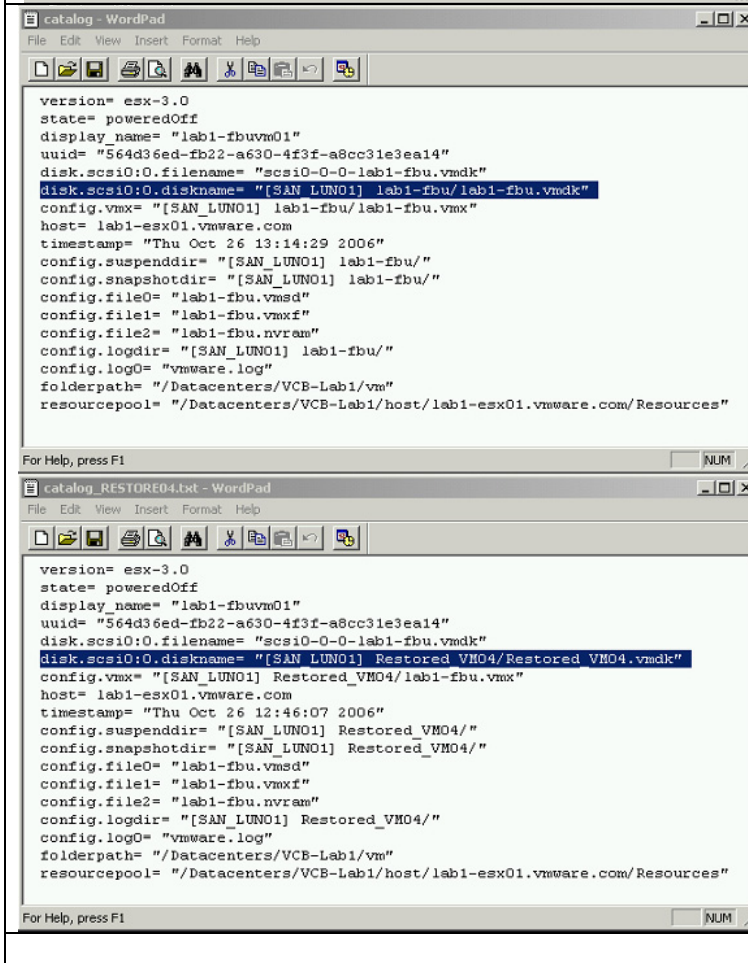 catalog - WordPad
File Edit View Insert Format Help
version= esx-3.0
state= poweredOff
display_name= "lab1-fbuvm01"
uuid= "564d36ed-fb22-a630-4f3f-a8cc31e3ea14"
disk.scsi0:0.filename= "scsi0-0-0-lab1-fbu.vmdk"
disk.scsi0:0.diskname= "[SAN_LUN01] lab1-fbu/lab1-fbu.vmdk"
config.vmx= "[SAN_LUN01] lab1-fbu/lab1-fbu.vmx"
host= lab1-esx01.vmware.com
timestamp= "Thu Oct 26 13:14:29 2006"
config.suspenddir= "[SAN_LUN01] lab1-fbu/"
config.snapshotdir= "[SAN_LUN01] lab1-fbu/"
config.file0= "lab1-fbu.vmsd"
config.file1= "lab1-fbu.vmxf"
config.file2= "lab1-fbu.nvram"
config.logdir= "[SAN_LUN01] lab1-fbu/"
config.log0= "vmware.log"
folderpath= "/Datacenters/VCB-Lab1/vm"
resourcepool= "/Datacenters/VCB-Lab1/host/lab1-esx01.vmware.com/Resources"
For Help, press F1 NUM
catalog_RESTORE04.txt - WordPad
File Edit View Insert Format Help
version= esx-3.0
state= poweredOff
display_name= "lab1-fbuvm01"
uuid= "564d36ed-fb22-a630-4f3f-a8cc31e3ea14"
disk.scsi0:0.filename= "scsi0-0-0-lab1-fbu.vmdk"
disk.scsi0:0.diskname= "[SAN_LUN01] Restored_VM04/Restored_VM04.vmdk"
config.vmx= "[SAN_LUN01] Restored_VM04/lab1-fbu.vmx"
host= lab1-esx01.vmware.com
timestamp= "Thu Oct 26 12:46:07 2006"
config.suspenddir= "[SAN_LUN01] Restored_VM04/"
config.snapshotdir= "[SAN_LUN01] Restored_VM04/"
config.file0= "lab1-fbu.vmsd"
config.file1= "lab1-fbu.vmxf"
config.file2= "lab1-fbu.nvram"
config.logdir= "[SAN_LUN01] Restored_VM04/"
config.log0= "vmware.log"
folderpath= "/Datacenters/VCB-Lab1/vm"
resourcepool= "/Datacenters/VCB-Lab1/host/lab1-esx01.vmware.com/Resources"
For Help, press F1 NUM